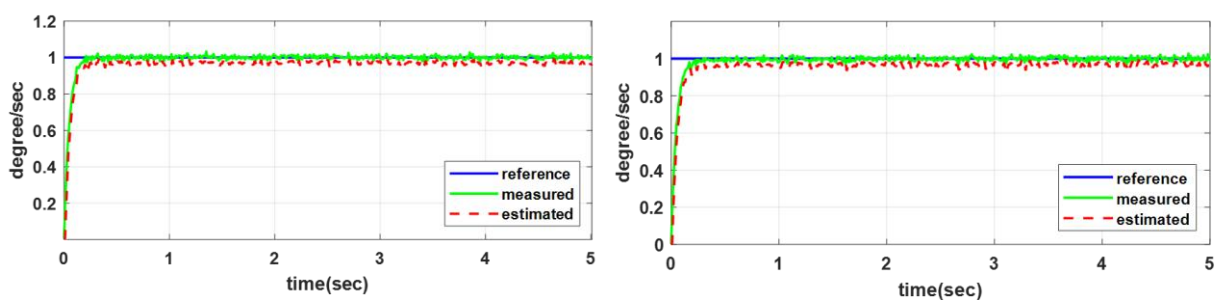 1.2
1
0.8
0.6
0.4
0.2
degree/sec
0 1 2 3 4 5
time(sec)
reference
measured
estimated
1
0.8
0.6
0.4
0.2
0
degree/sec
0 1 2 3 4 5
time(sec)
reference
measured
estimated